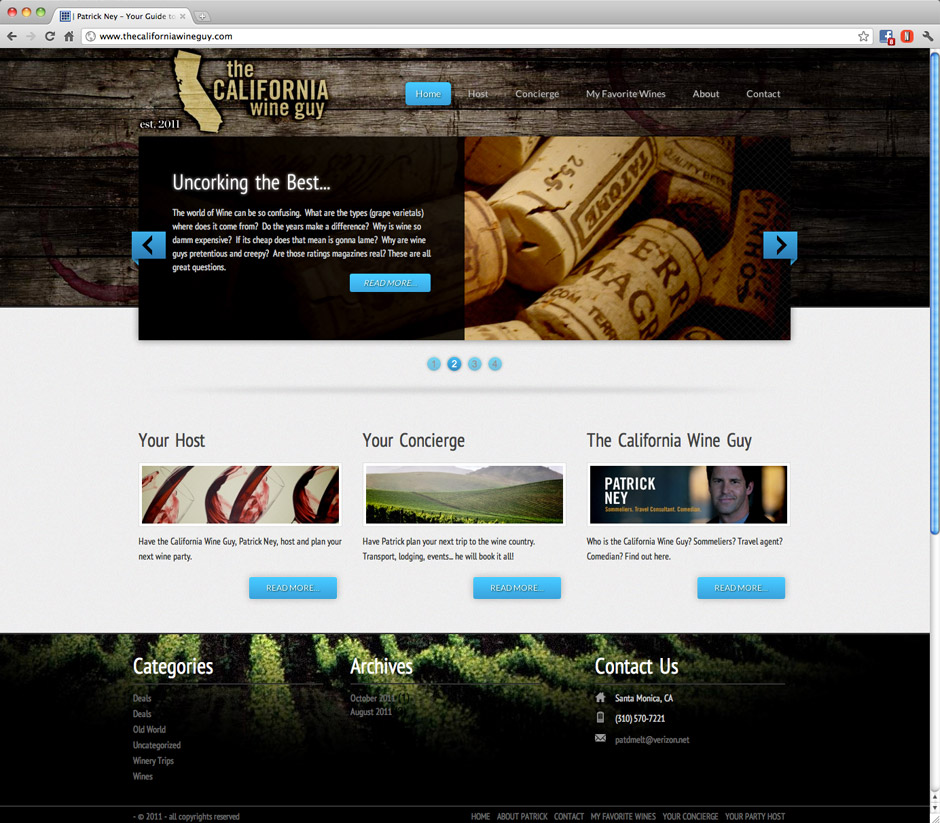 | Patrick Ney – Your Guide to
www.thecaliforniawineguy.com
the
CALIFORNIA
wine guy
est. 2011
Home Host Concierge My Favorite Wines About Contact
Uncorking the Best...
The world of Wine can be so confusing. What are the types (grape varietals)
where does it come from? Do the years make a difference? Why is wine so
damm expensive? If its cheap does that mean is gonna lame? Why are wine
guys pretentious and creepy? Are those ratings magazines real? These are all
great questions.
READ MORE...
1 2 3 4
Your Host
Your Concierge
The California Wine Guy
PATRICK
NEY
Sommeliers. Travel Consultant. Comedian.
Have the California Wine Guy, Patrick Ney, host and plan your
next wine party.
READ MORE...
Have Patrick plan your next trip to the wine country.
Transport, lodging, events... he will book it all!
READ MORE...
Who is the California Wine Guy? Sommeliers? Travel agent?
Comedian? Find out here.
READ MORE...
Categories
Deals
Deals
Old World
Uncategorized
Winery Trips
Wines
Archives
October 2011
August 2011
Contact Us
Santa Monica, CA
(310) 570-7221
patdmelt@verizon.net
- © 2011 - all copyrights reserved
HOME ABOUT PATRICK CONTACT MY FAVORITE WINES YOUR CONCIERGE YOUR PARTY HOST